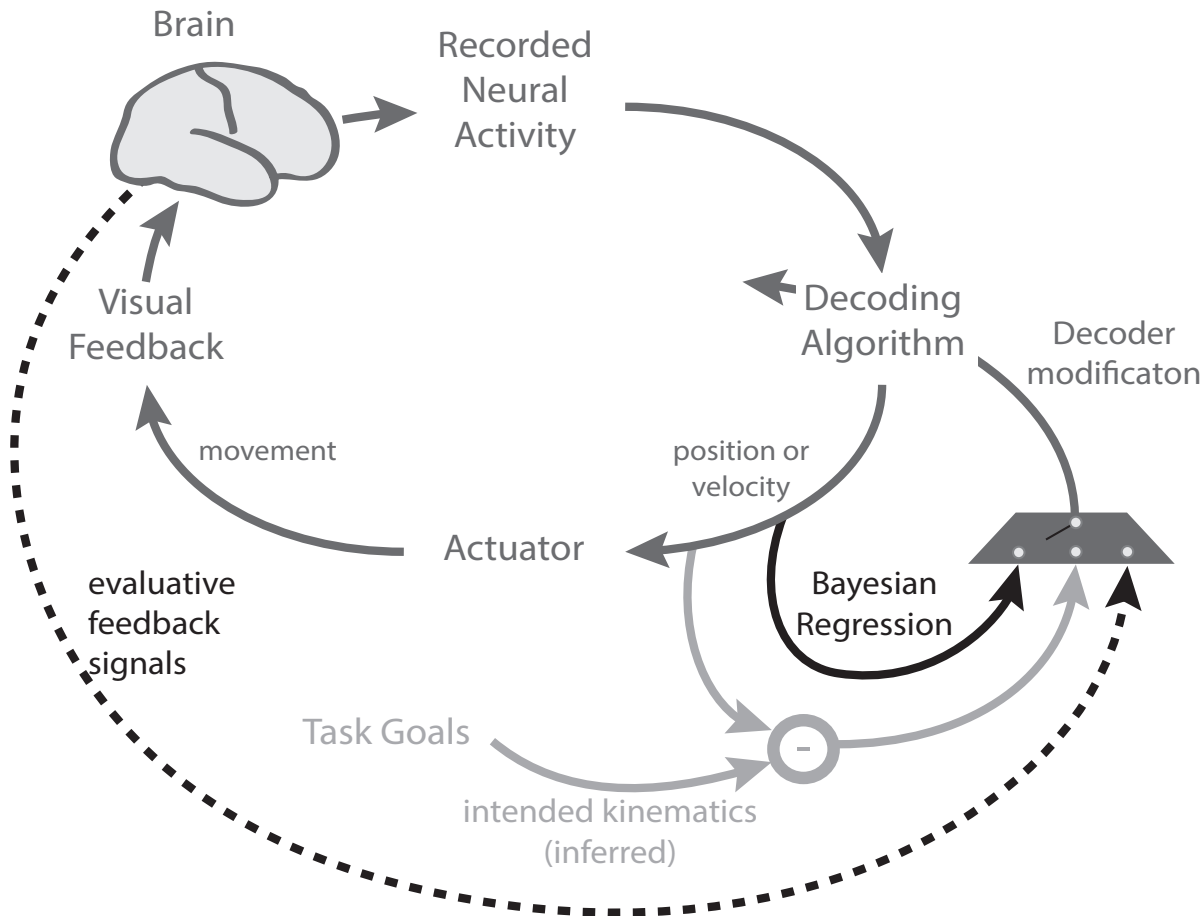 Brain
Recorded
Neural
Activity
Decoding
Algorithm
Decoder
modificaton
Visual
Feedback
movement
position or
velocity
Actuator
evaluative
feedback
signals
Bayesian
Regression
Task Goals
-
intended kinematics
(inferred)